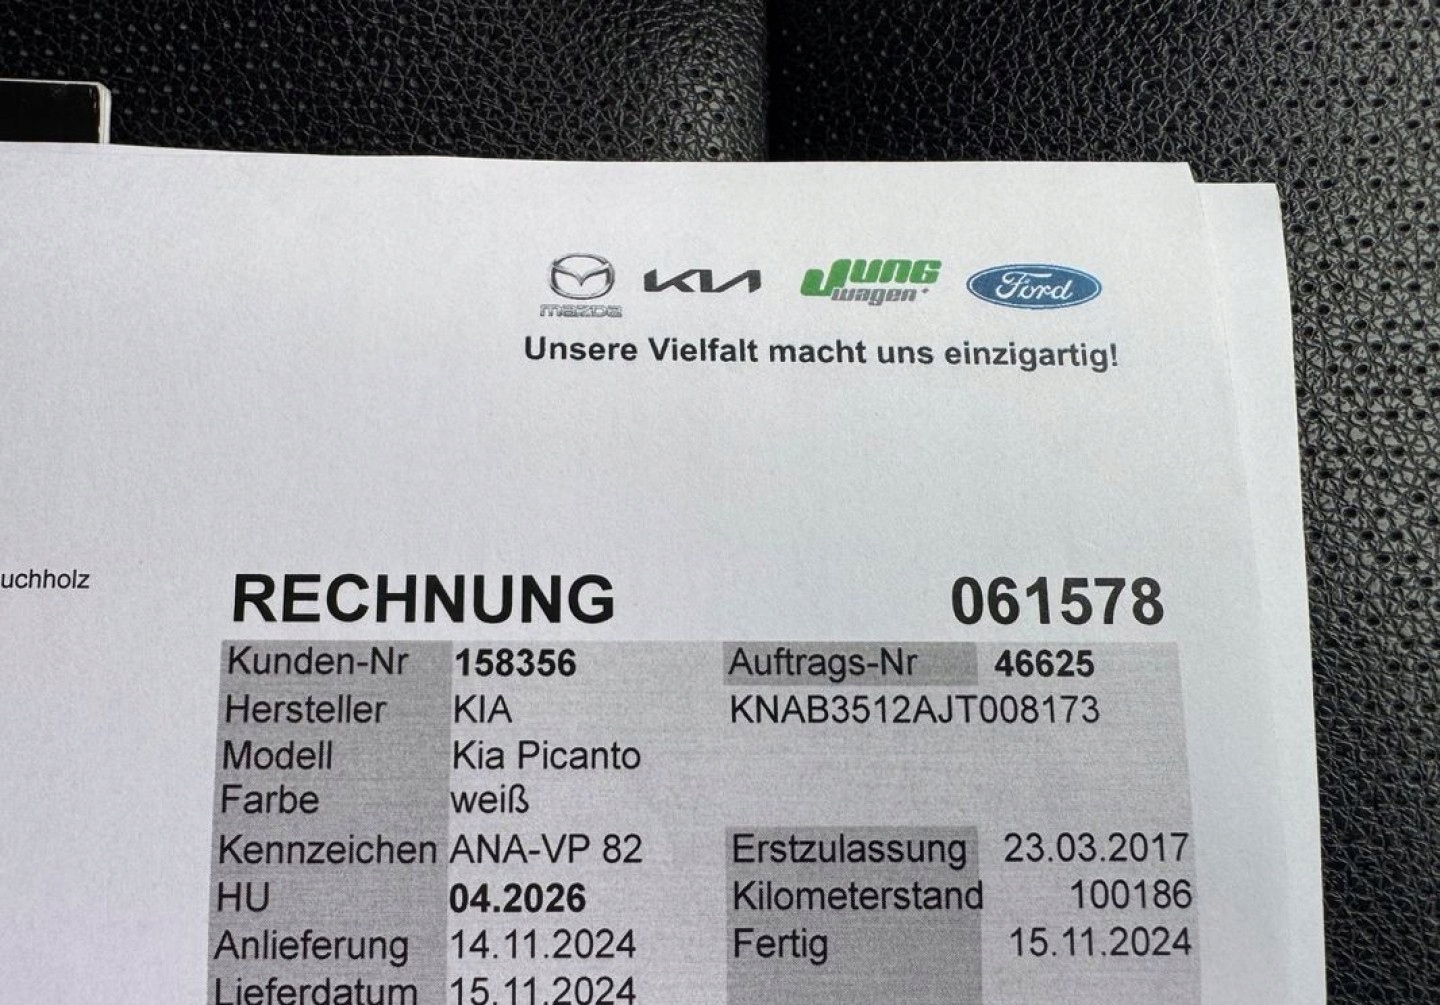 mazda KIA JUNG wagen+ Ford
Unsere Vielfalt macht uns einzigartig!
uchholz
RECHNUNG 061578
Kunden-Nr 158356 Auftrags-Nr 46625
Hersteller KIA KNAB3512AJT008173
Modell Kia Picanto
Farbe weiß
Kennzeichen ANA-VP 82 Erstzulassung 23.03.2017
HU 04.2026 Kilometerstand 100186
Anlieferung 14.11.2024 Fertig 15.11.2024
Lieferdatum 15.11.2024